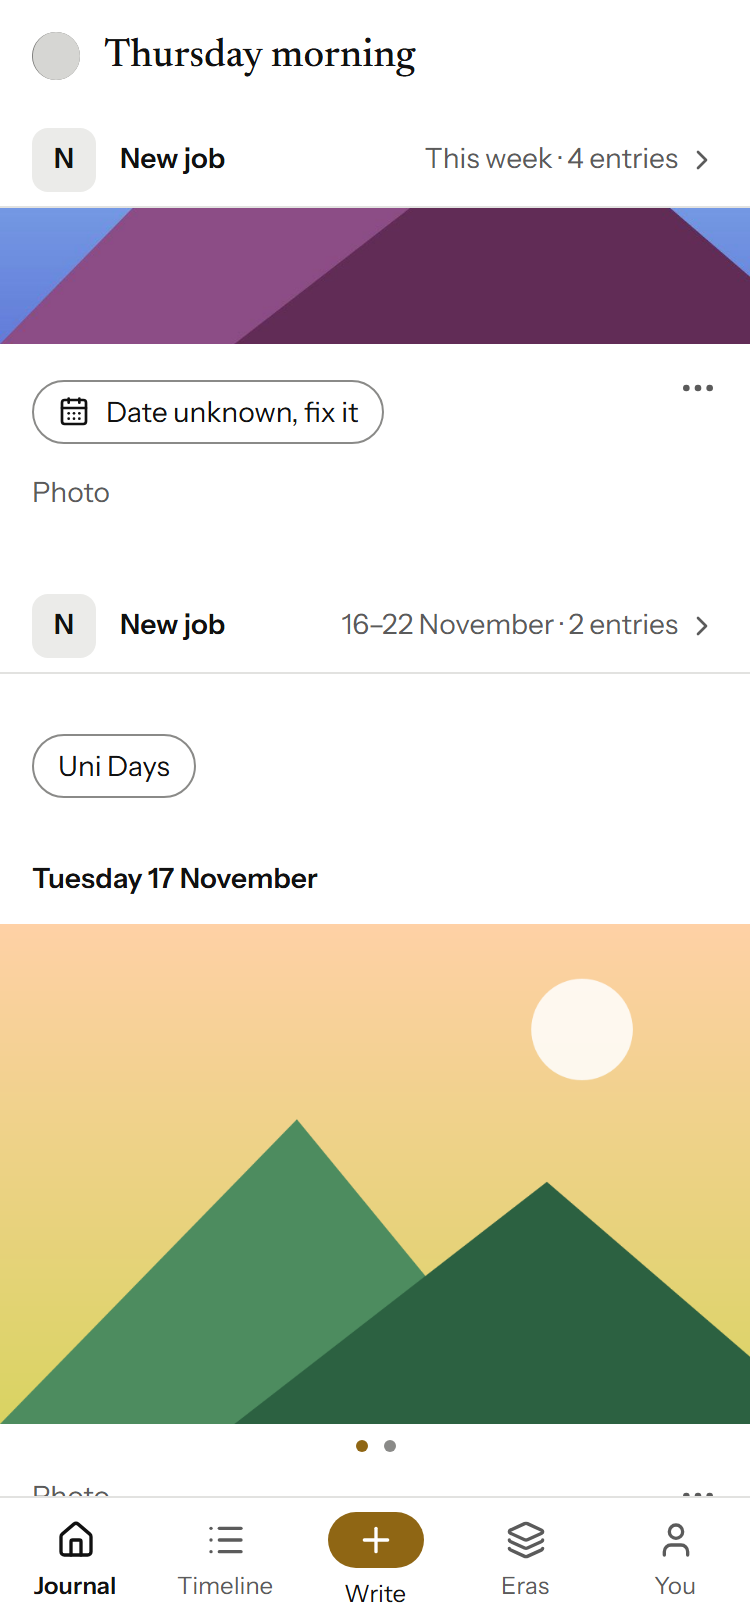 Thursday morning
N New job This week · 4 entries
Date unknown, fix it
Photo
N New job 16–22 November · 2 entries
Uni Days
Tuesday 17 November
Photo
Journal Timeline Write Eras You